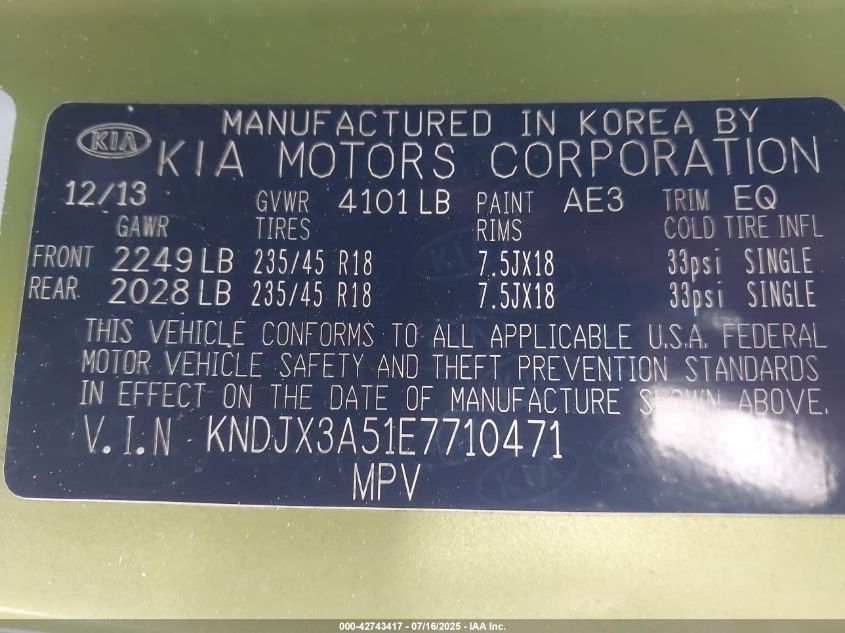 MANUFACTURED IN KOREA BY
KIA
KIA MOTORS CORPORATION
12/13 GVWR 4101 LB PAINT AE3 TRIM EQ
GAWR TIRES RIMS COLD TIRE INFL
FRONT 2249 LB 235/45 R18 7.5JX18 33psi SINGLE
REAR 2028 LB 235/45 R18 7.5JX18 33psi SINGLE
THIS VEHICLE CONFORMS TO ALL APPLICABLE U.S.A. FEDERAL
MOTOR VEHICLE SAFETY AND THEFT PREVENTION STANDARDS
IN EFFECT ON THE DATE OF MANUFACTURE SHOWN ABOVE.
V.I.N KNDJX3A51E7710471
MPV
000-42743417 - 07/16/2025 - IAA Inc.